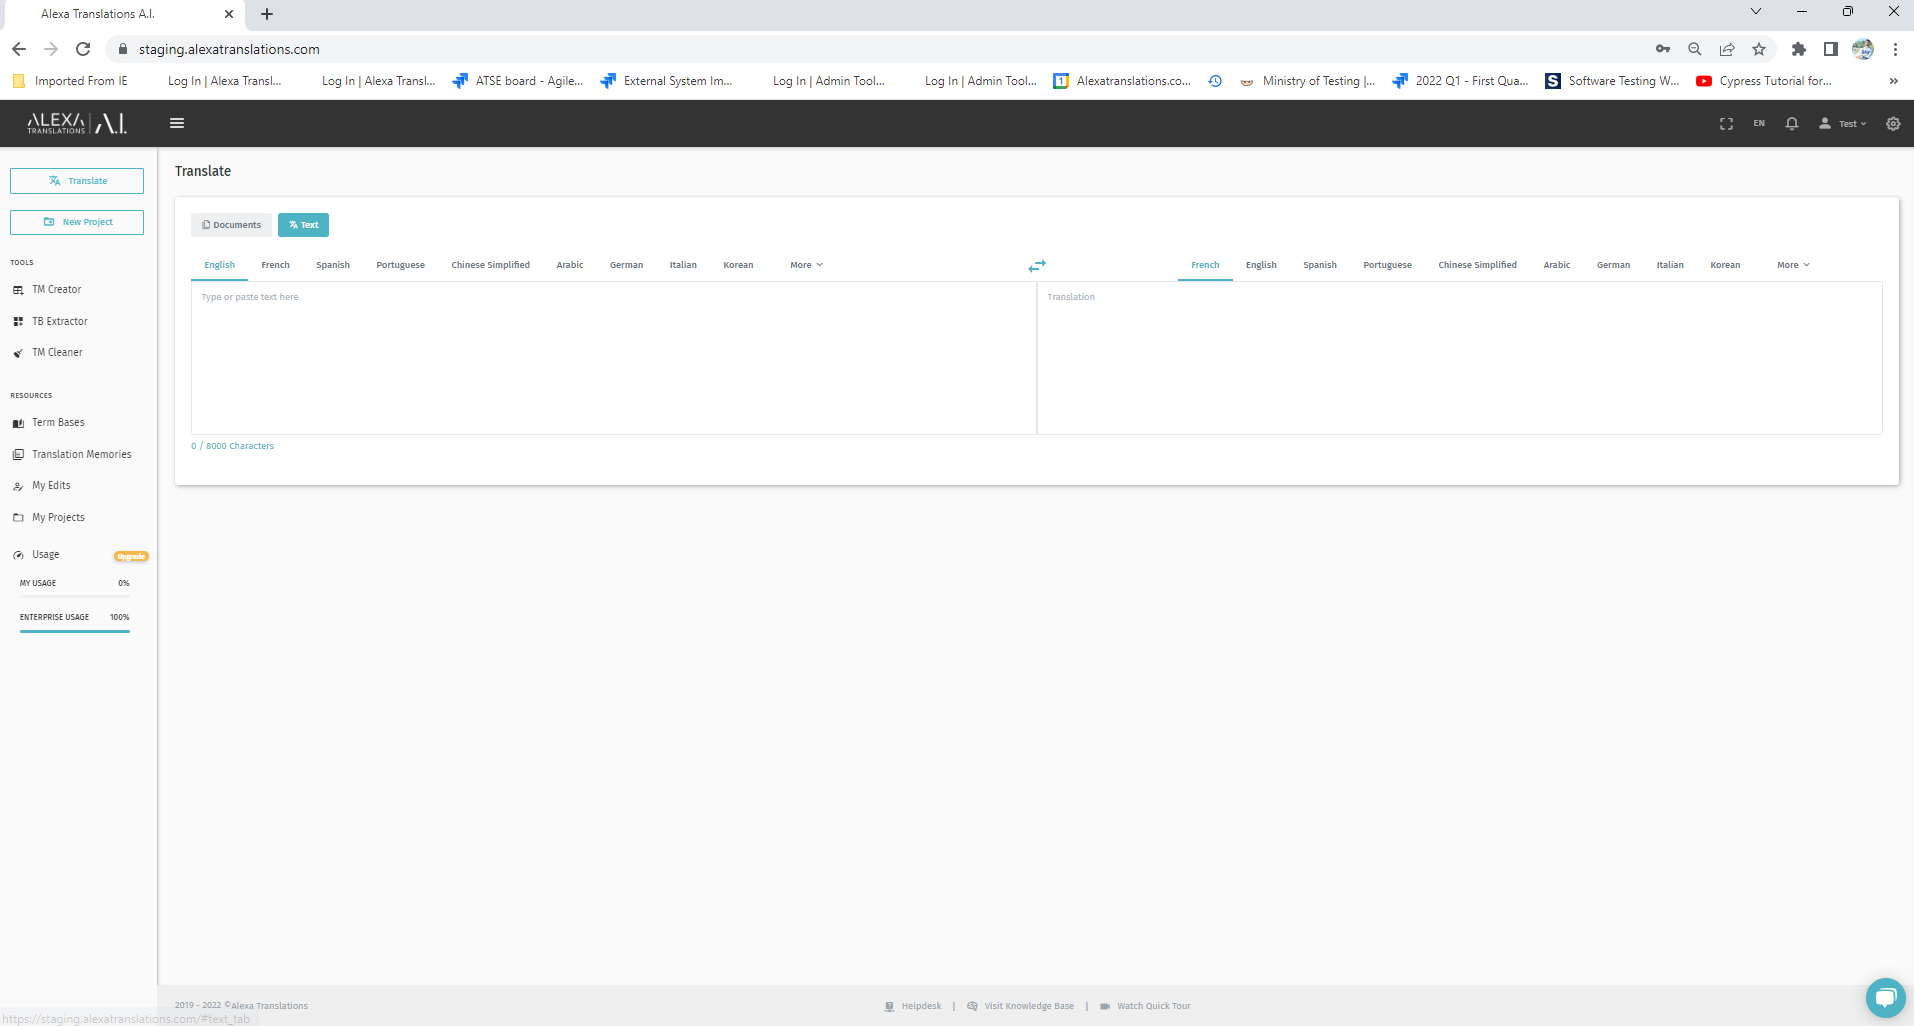 Alexa Translations A.I.
staging.alexatranslations.com
Imported From IE
Log In | Alexa Transl...
Log In | Alexa Transl...
ATSE board - Agile...
External System Im...
Log In | Admin Tool...
Log In | Admin Tool...
1
Alexatranslations.co...
Ministry of Testing |...
2022 Q1 - First Qua...
S
Software Testing W...
Cypress Tutorial for...
»
ALEXA
TRANSLATIONS
A.I.
EN
Test
Translate
New Project
TOOLS
TM Creator
TB Extractor
TM Cleaner
RESOURCES
Term Bases
Translation Memories
My Edits
My Projects
Usage
Upgrade
MY USAGE 0%
ENTERPRISE USAGE 100%
Translate
Documents
Text
English French Spanish Portuguese Chinese Simplified Arabic German Italian Korean More
French English Spanish Portuguese Chinese Simplified Arabic German Italian Korean More
Type or paste text here
Translation
0 / 8000 Characters
2019 - 2022 ©Alexa Translations
Helpdesk | Visit Knowledge Base | Watch Quick Tour
https://staging.alexatranslations.com/#text_tab